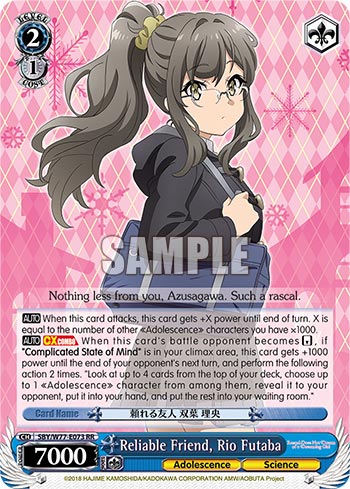 LEVEL
2
1
COST
SAMPLE
Nothing less from you, Azusagawa. Such a rascal.
AUTO When this card attacks, this card gets +X power until end of turn. X is
equal to the number of other «Adolescence» characters you have ×1000.
AUTO CX COMBO When this card's battle opponent becomes [ ], if
"Complicated State of Mind" is in your climax area, this card gets +1000
power until the end of your opponent's next turn, and perform the following
action 2 times. "Look at up to 4 cards from the top of your deck, choose up
to 1 «Adolescence» character from among them, reveal it to your
opponent, put it into your hand, and put the rest into your waiting room."
Card Name
頼れる友人 双葉 理央
CH SBY/W77-E073 RR
Reliable Friend, Rio Futaba
POWER
7000
Adolescence
Science
©2018 HAJIME KAMOSHIDA/KADOKAWA CORPORATION AMW/AOBUTA Project